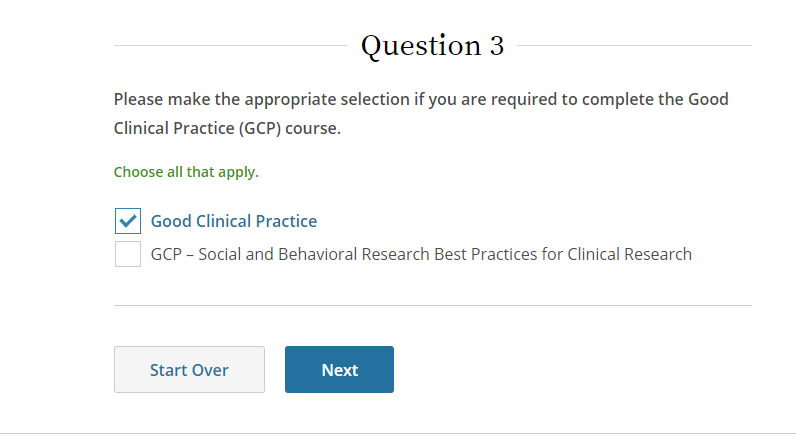 Question 3
Please make the appropriate selection if you are required to complete the Good
Clinical Practice (GCP) course.
Choose all that apply.
Good Clinical Practice
GCP – Social and Behavioral Research Best Practices for Clinical Research
Start Over
Next